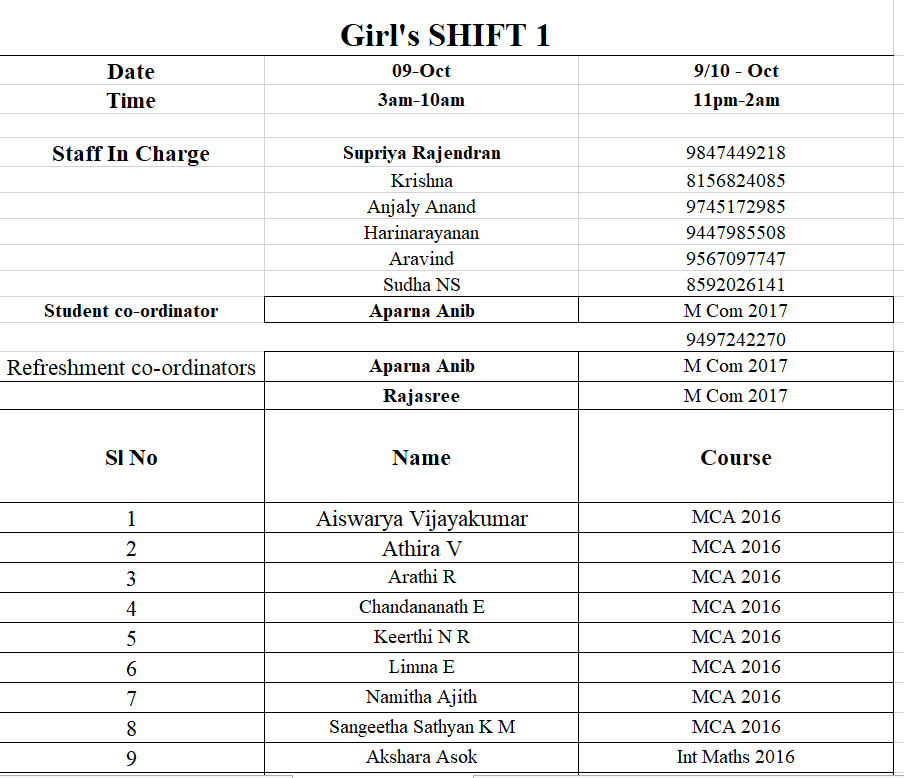 Girl's SHIFT 1
Date 09-Oct 9/10 - Oct
Time 3am-10am 11pm-2am
Staff In Charge Supriya Rajendran 9847449218
Krishna 8156824085
Anjaly Anand 9745172985
Harinarayanan 9447985508
Aravind 9567097747
Sudha NS 8592026141
Student co-ordinator Aparna Anib M Com 2017
9497242270
Refreshment co-ordinators Aparna Anib M Com 2017
Rajasree M Com 2017
Sl No Name Course
1 Aiswarya Vijayakumar MCA 2016
2 Athira V MCA 2016
3 Arathi R MCA 2016
4 Chandananath E MCA 2016
5 Keerthi N R MCA 2016
6 Limna E MCA 2016
7 Namitha Ajith MCA 2016
8 Sangeetha Sathyan K M MCA 2016
9 Akshara Asok Int Maths 2016